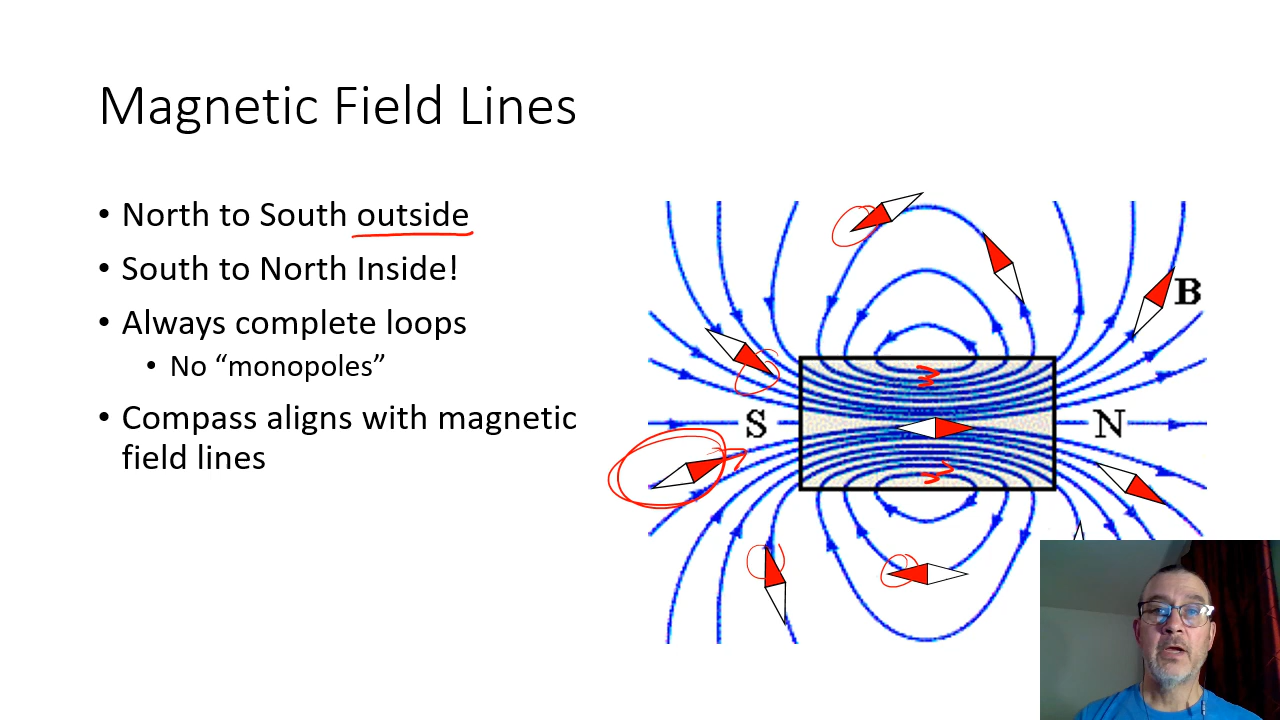 Magnetic Field Lines
• North to South outside
• South to North Inside!
• Always complete loops
• No “monopoles”
• Compass aligns with magnetic
field lines
B
S
N